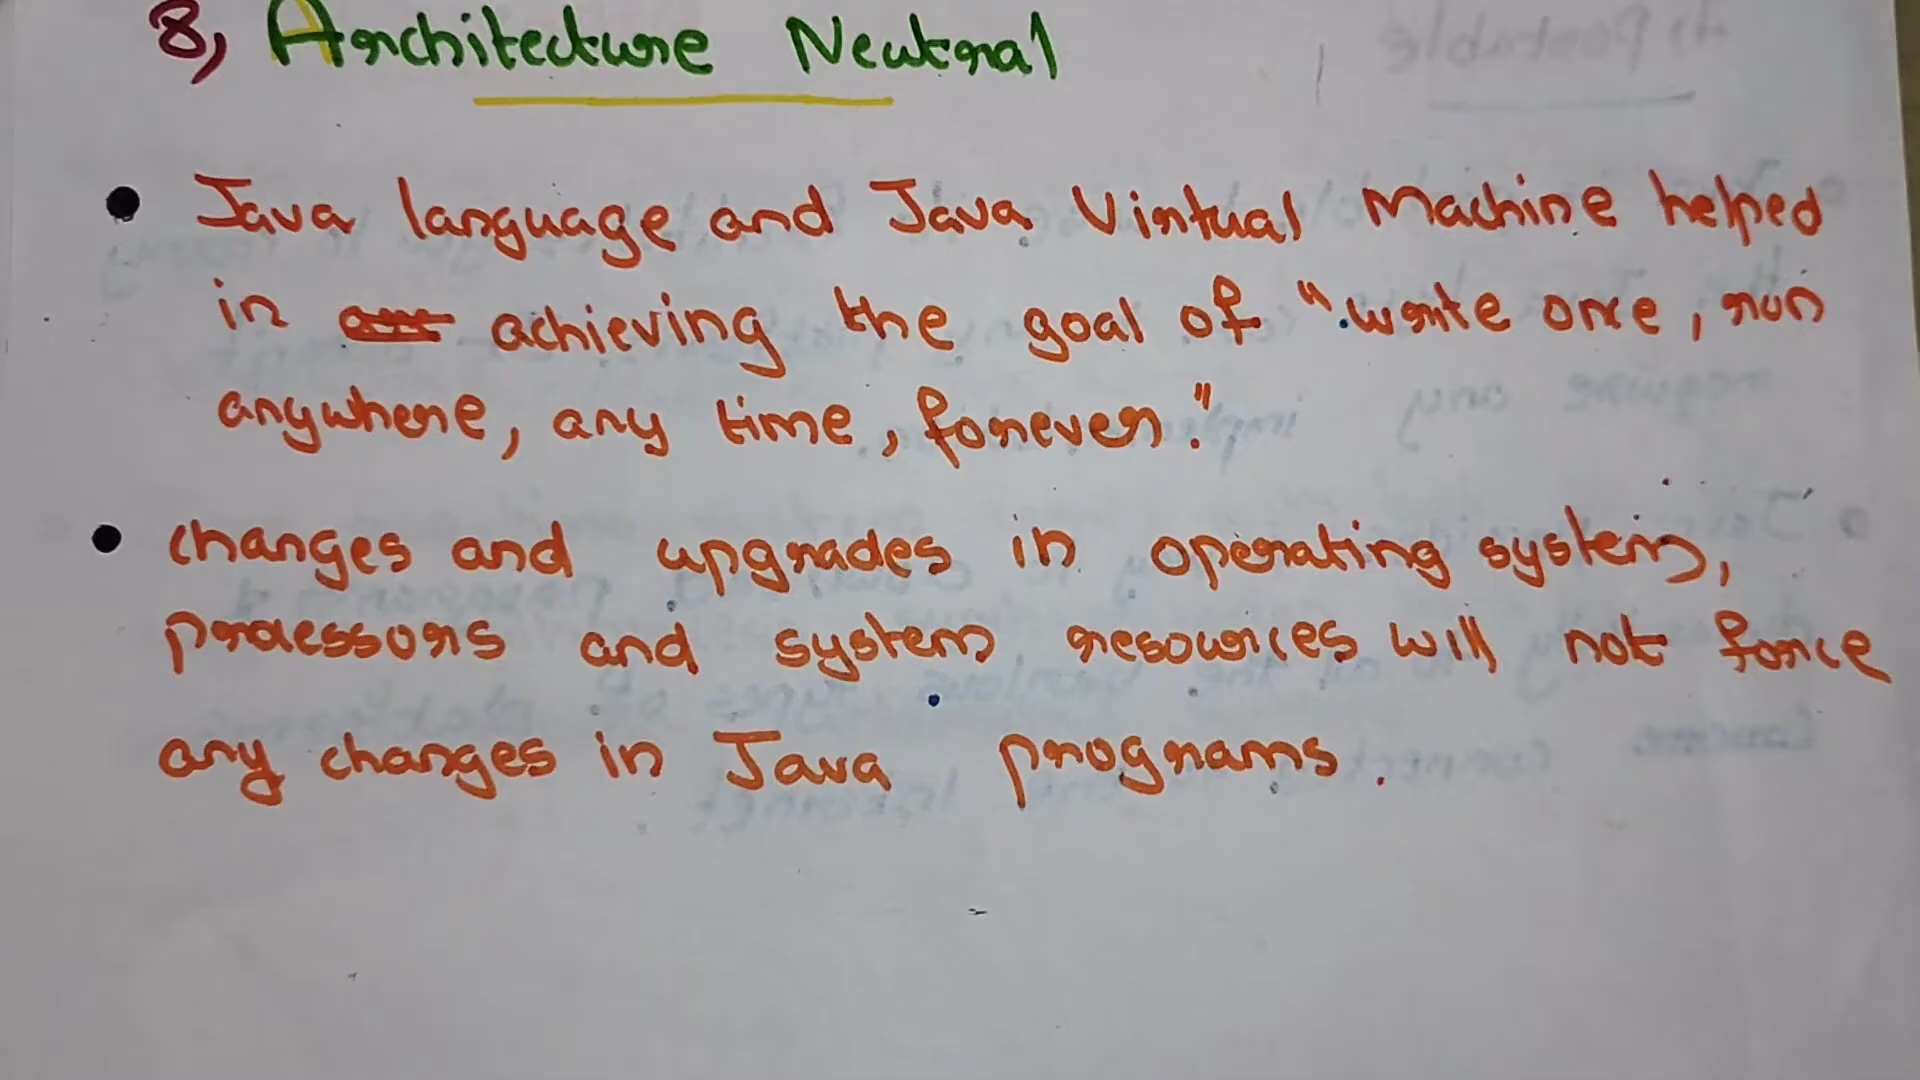 8, Architecture Neutral
• Java language and Java Virtual Machine helped
in achieving the goal of "write once, run
anywhere, any time, forever."
• changes and upgrades in operating system,
processors and system resources will not force
any changes in Java programs.